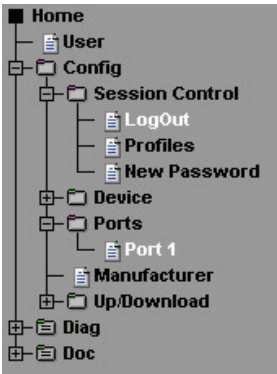 Home
User
Config
Session Control
LogOut
Profiles
New Password
Device
Ports
Port 1
Manufacturer
Up/Download
Diag
Doc